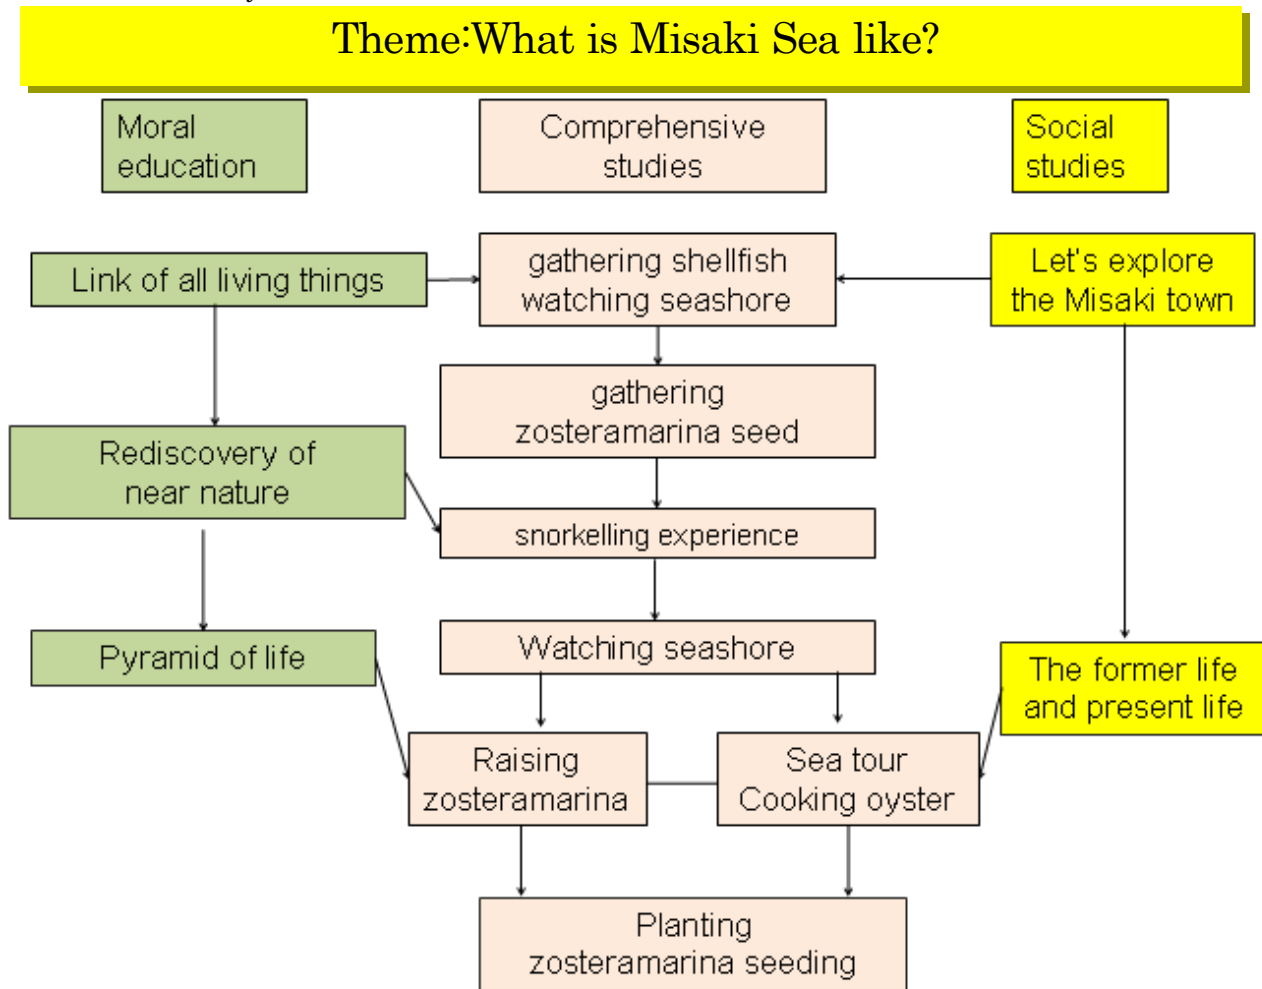 Theme:What is Misaki Sea like?
Moral
education
Comprehensive
studies
Social
studies
Link of all living things
gathering shellfish
watching seashore
Let's explore
the Misaki town
gathering
zosteramarina seed
Rediscovery of
near nature
snorkelling experience
Pyramid of life
Watching seashore
The former life
and present life
Raising
zosteramarina
Sea tour
Cooking oyster
Planting
zosteramarina seeding